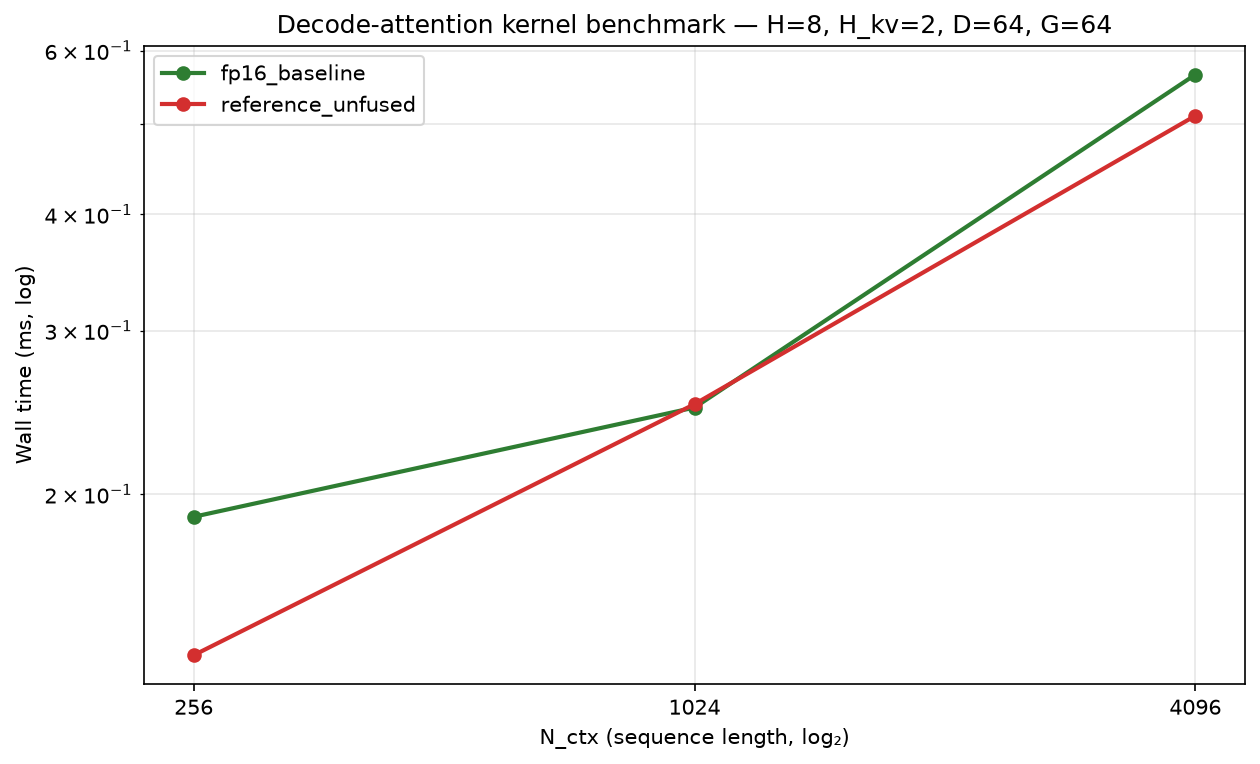 Decode-attention kernel benchmark — H=8, H_kv=2, D=64, G=64
fp16_baseline
reference_unfused
Wall time (ms, log)
6 × 10⁻¹
4 × 10⁻¹
3 × 10⁻¹
2 × 10⁻¹
256
1024
4096
N_ctx (sequence length, log₂)